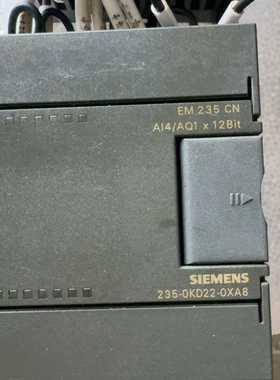 EM 235 CN
AI4/AQ1 x 12Bit
SIEMENS
235-0KD22-0XA8